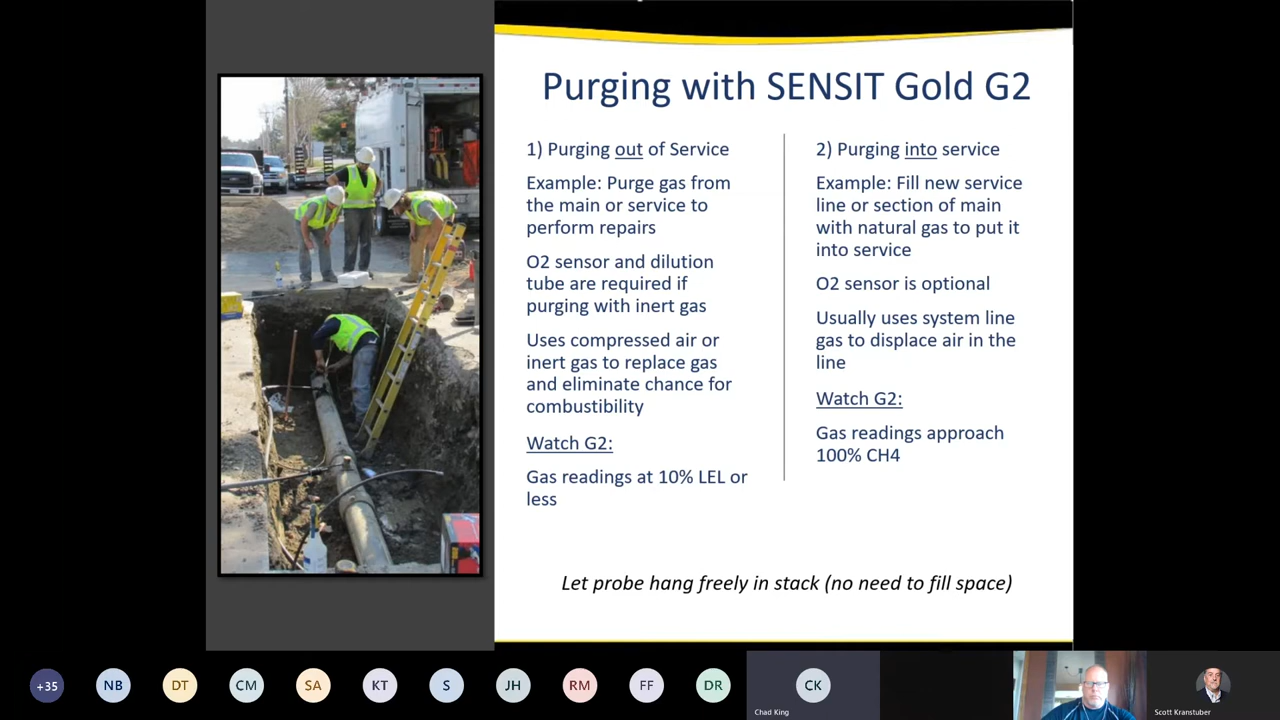 Purging with SENSIT Gold G2
1) Purging out of Service
Example: Purge gas from
the main or service to
perform repairs
O2 sensor and dilution
tube are required if
purging with inert gas
Uses compressed air or
inert gas to replace gas
and eliminate chance for
combustibility
Watch G2:
Gas readings at 10% LEL or
less
2) Purging into service
Example: Fill new service
line or section of main
with natural gas to put it
into service
O2 sensor is optional
Usually uses system line
gas to displace air in the
line
Watch G2:
Gas readings approach
100% CH4
Let probe hang freely in stack (no need to fill space)
+35
NB
DT
CM
SA
KT
S
JH
RM
FF
DR
CK
Chad King
Scott Kranstuber